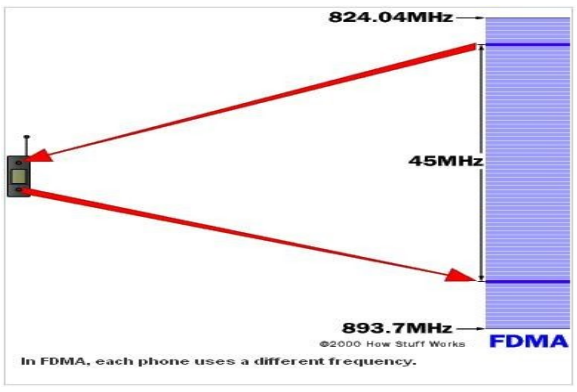 824.04MHz
45MHz
893.7MHz
©2000 How Stuff Works
FDMA
In FDMA, each phone uses a different frequency.